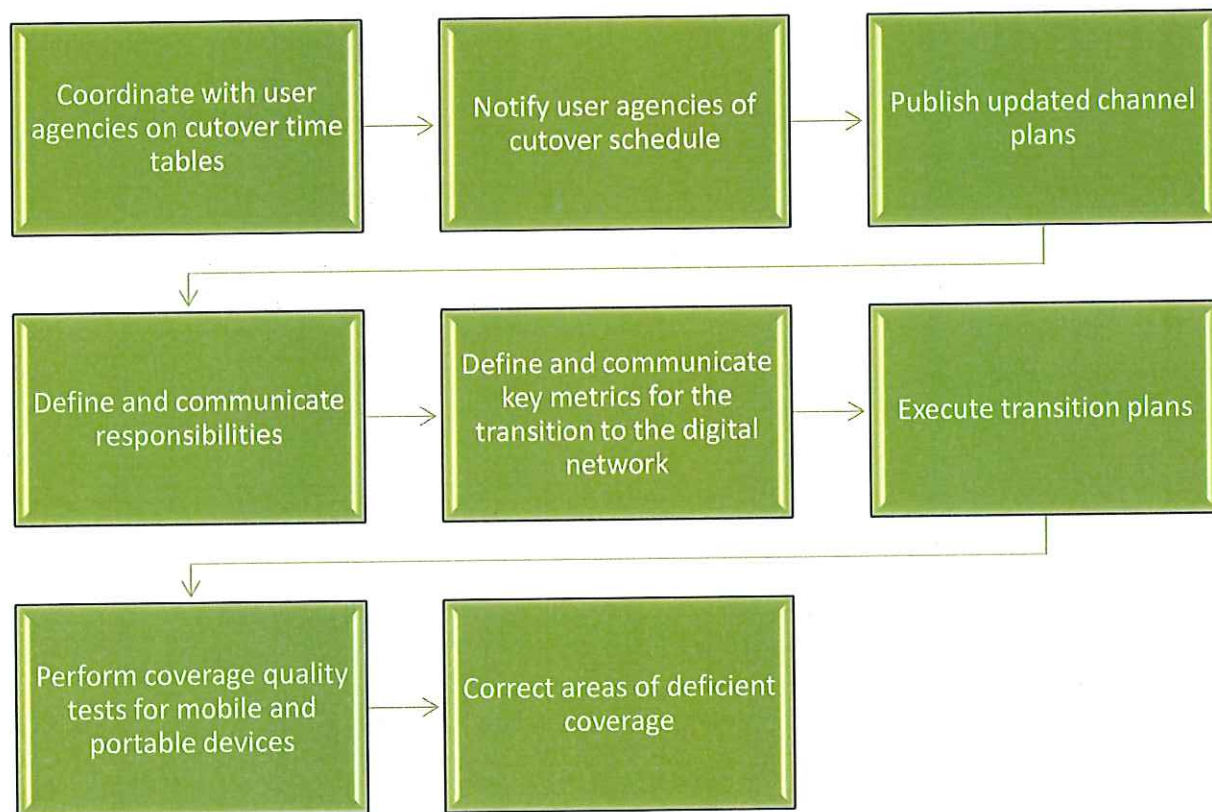 Coordinate with user
agencies on cutover time
tables
Notify user agencies of
cutover schedule
Publish updated channel
plans
Define and communicate
responsibilities
Define and communicate
key metrics for the
transition to the digital
network
Execute transition plans
Perform coverage quality
tests for mobile and
portable devices
Correct areas of deficient
coverage